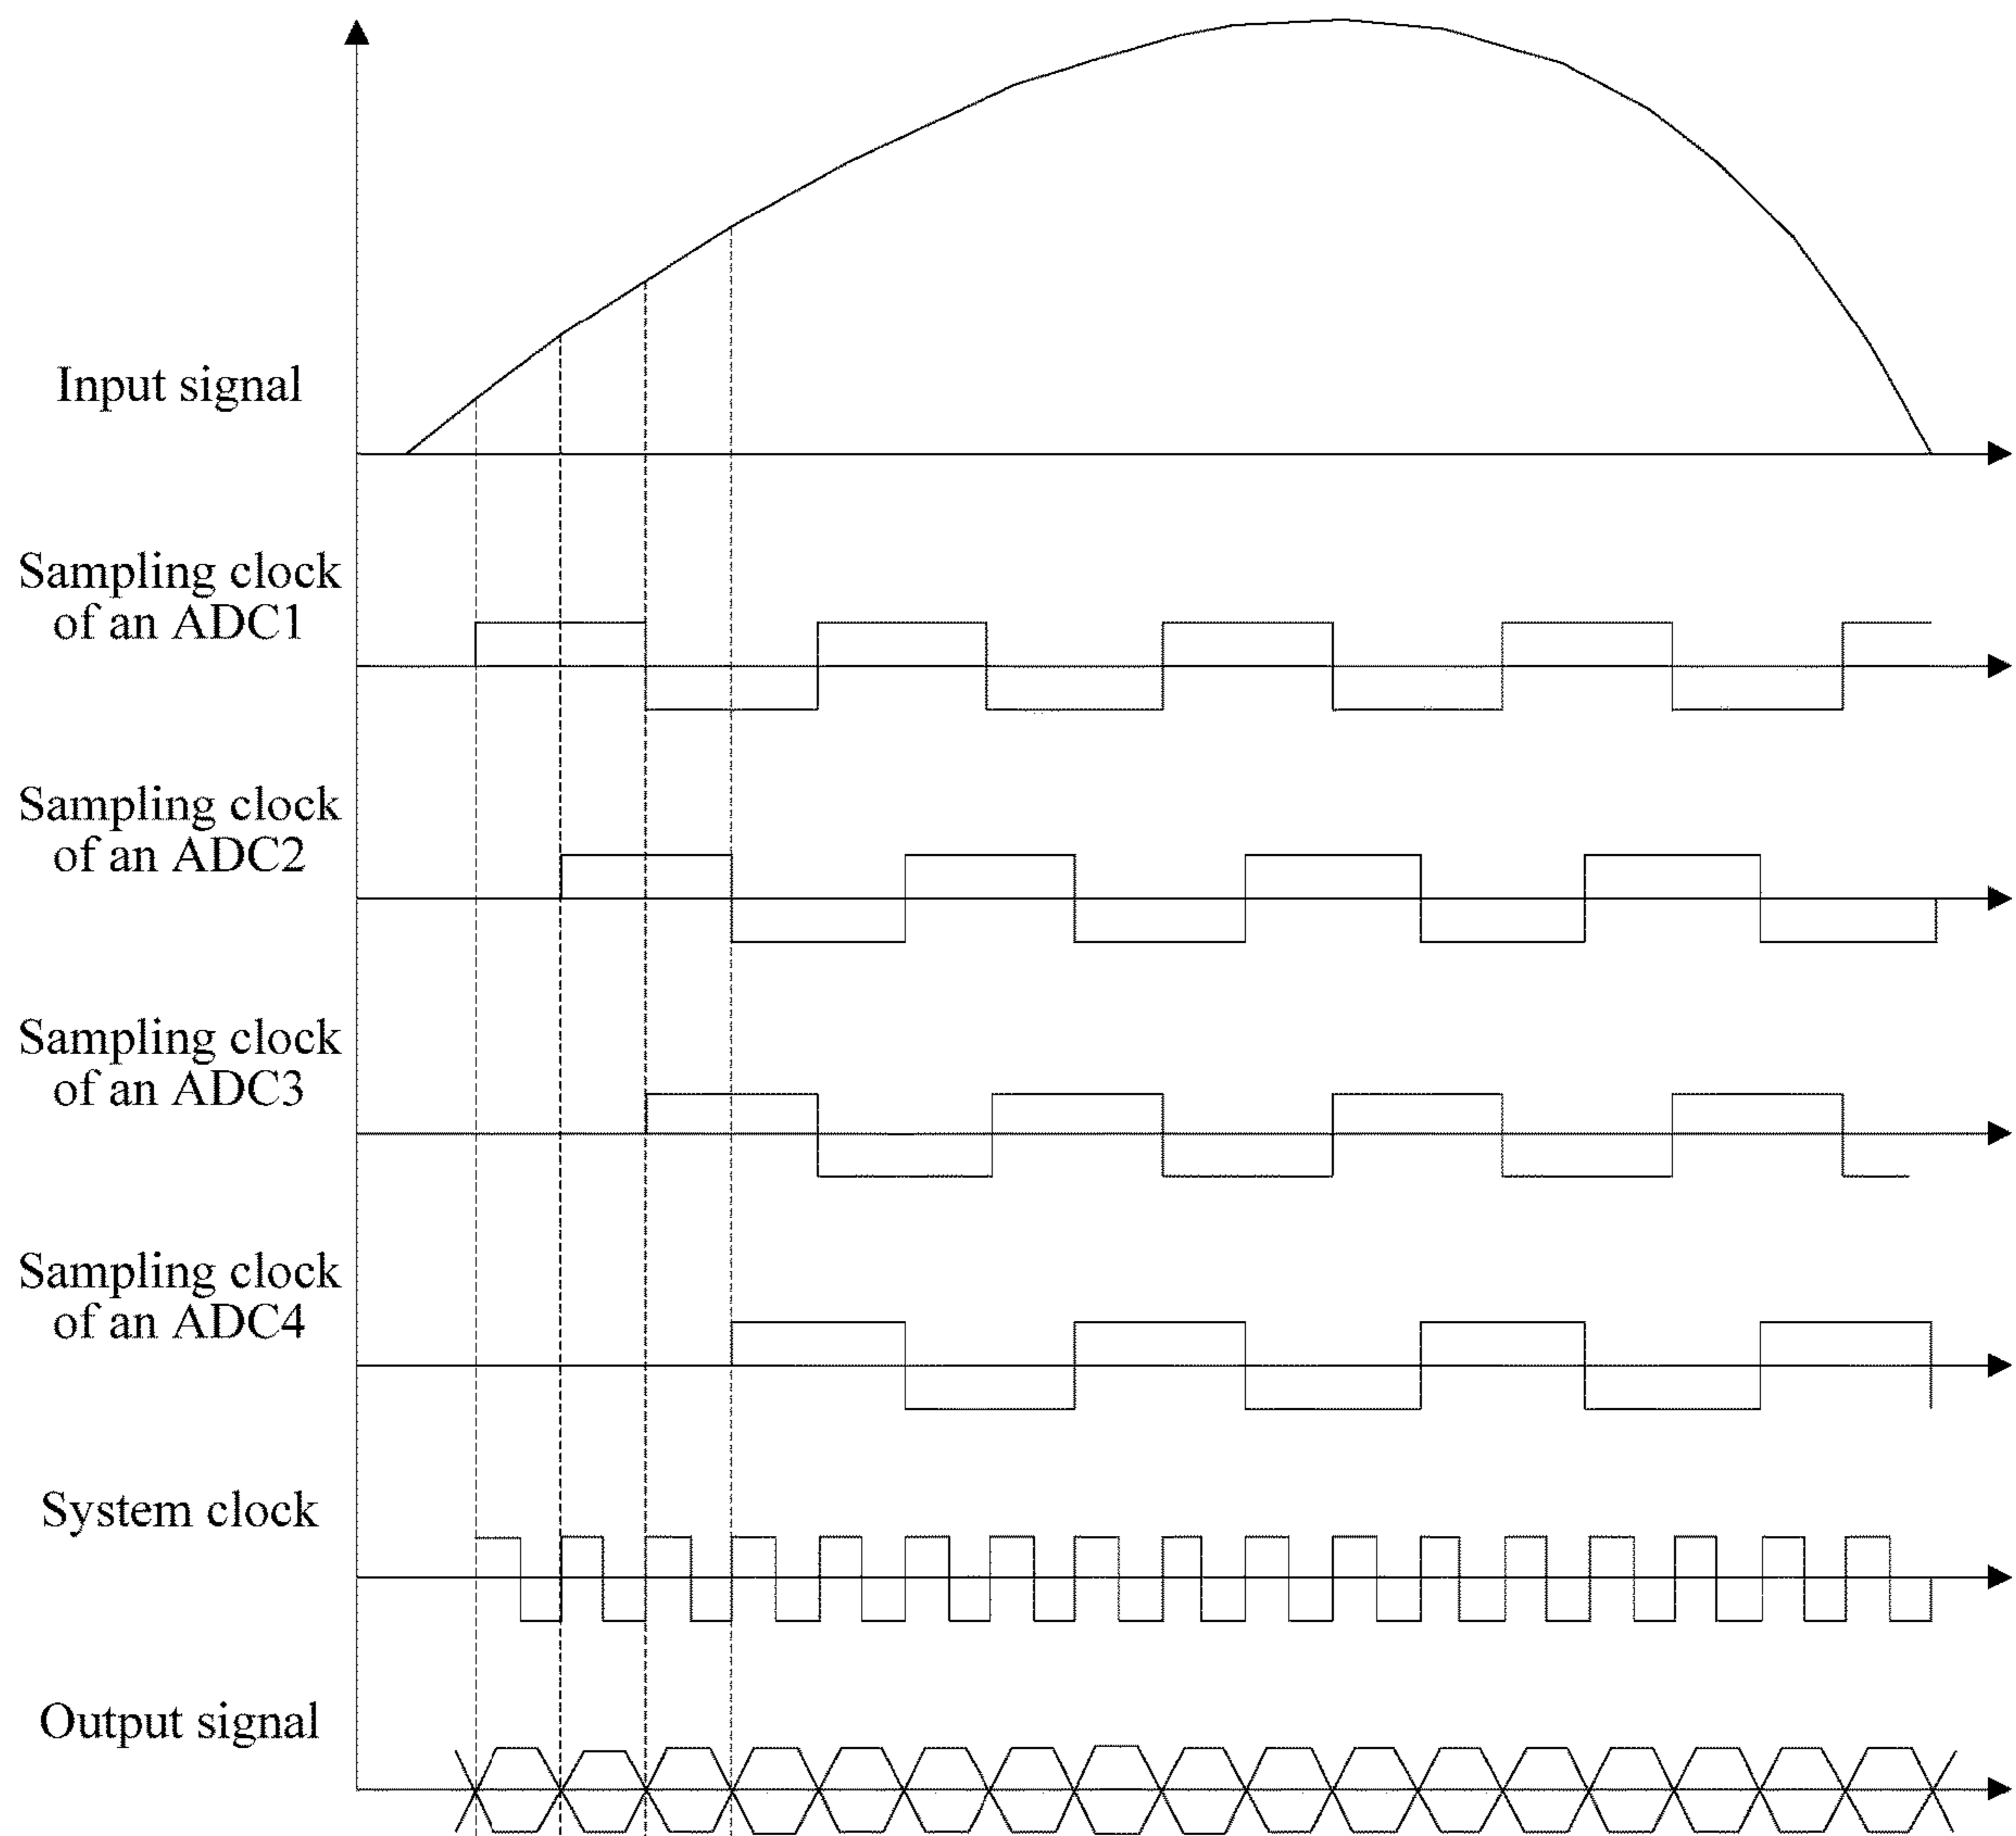 Input signal
Sampling clock
of an ADC1
Sampling clock
of an ADC2
Sampling clock
of an ADC3
Sampling clock
of an ADC4
System clock
Output signal